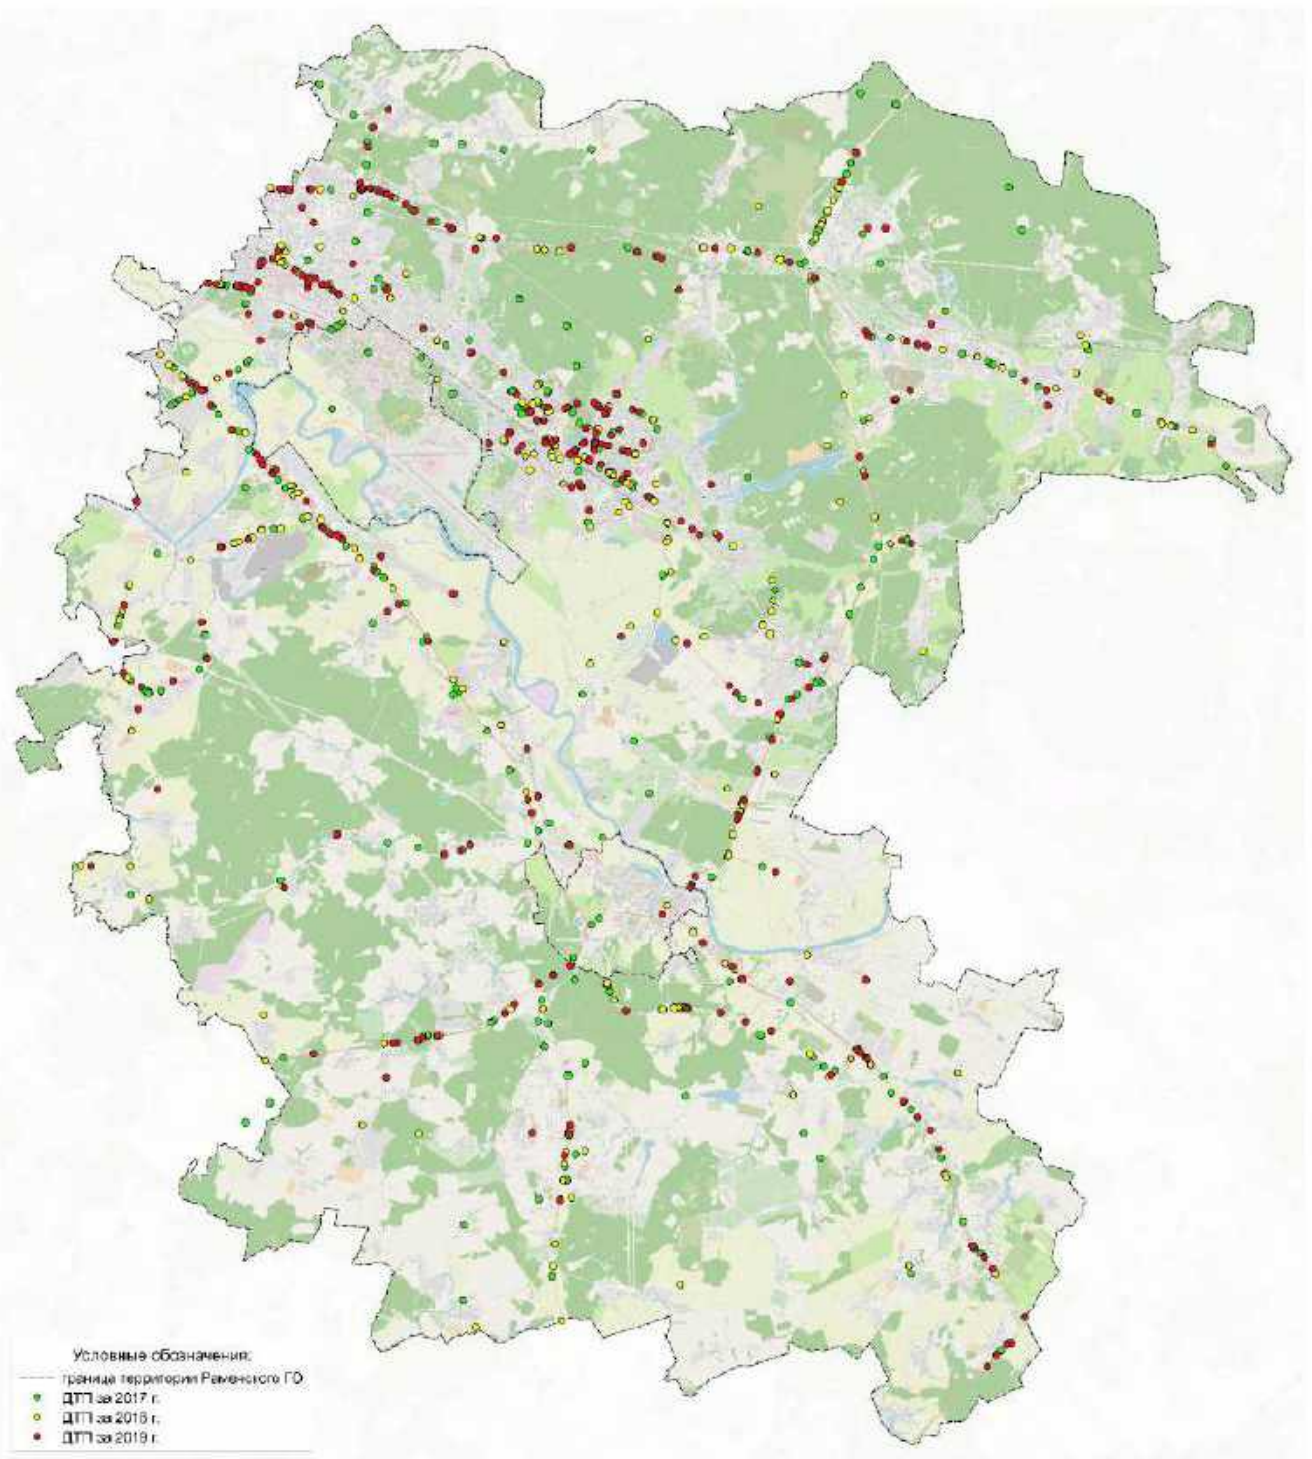 Условные обозначения:
граница территории Раменского ГО
ДТП за 2017 г.
ДТП за 2018 г.
ДТП за 2019 г.